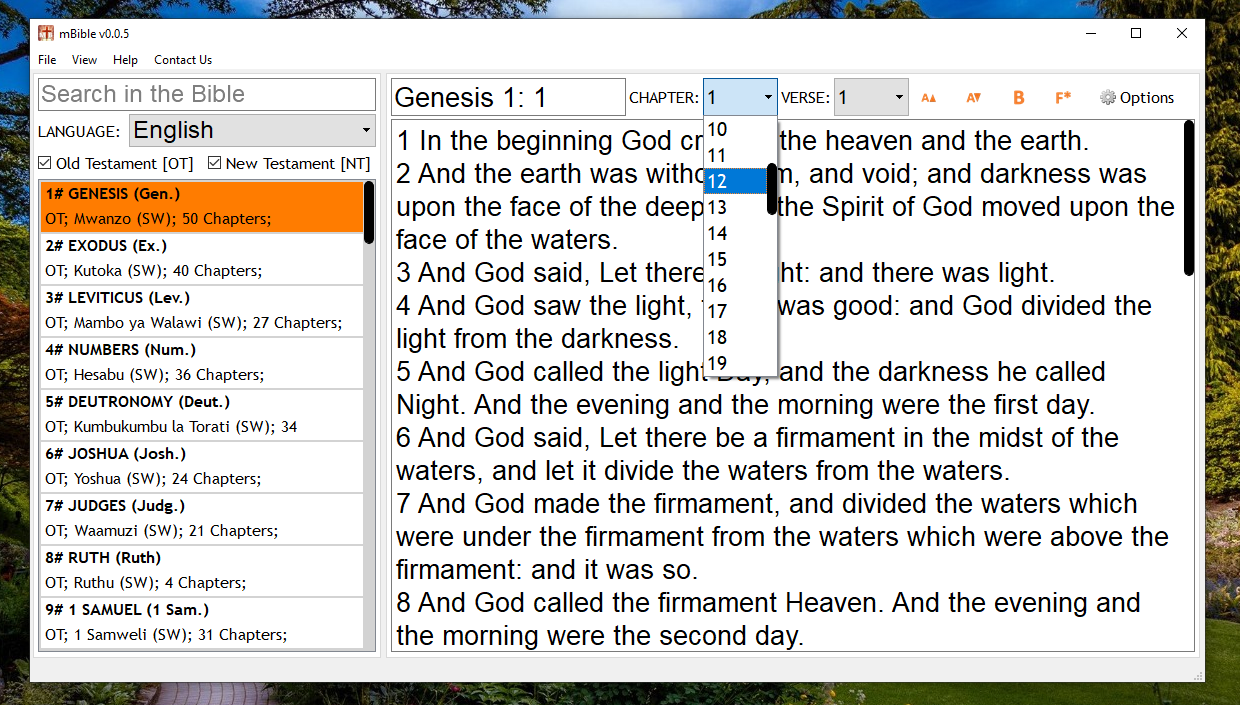 mBible v0.0.5
File View Help Contact Us
Search in the Bible
LANGUAGE: English
Old Testament [OT] New Testament [NT]
1# GENESIS (Gen.)
OT; Mwanzo (SW); 50 Chapters;
2# EXODUS (Ex.)
OT; Kutoka (SW); 40 Chapters;
3# LEVITICUS (Lev.)
OT; Mambo ya Walawi (SW); 27 Chapters;
4# NUMBERS (Num.)
OT; Hesabu (SW); 36 Chapters;
5# DEUTRONOMY (Deut.)
OT; Kumbukumbu la Torati (SW); 34
6# JOSHUA (Josh.)
OT; Yoshua (SW); 24 Chapters;
7# JUDGES (Judg.)
OT; Waamuzi (SW); 21 Chapters;
8# RUTH (Ruth)
OT; Ruthu (SW); 4 Chapters;
9# 1 SAMUEL (1 Sam.)
OT; 1 Samweli (SW); 31 Chapters;
Genesis 1: 1 CHAPTER: 1 VERSE: 1 AA AA B F* Options
10
11
12
13
14
15
16
17
18
19
1 In the beginning God the heaven and the earth.
2 And the earth was and void; and darkness was
upon the face of the deep the Spirit of God moved upon the
face of the waters.
3 And God said, Let there and there was light.
4 And God saw the light, was good: and God divided the
light from the darkness.
5 And God called the light Day, and the darkness he called
Night. And the evening and the morning were the first day.
6 And God said, Let there be a firmament in the midst of the
waters, and let it divide the waters from the waters.
7 And God made the firmament, and divided the waters which
were under the firmament from the waters which were above the
firmament: and it was so.
8 And God called the firmament Heaven. And the evening and
the morning were the second day.